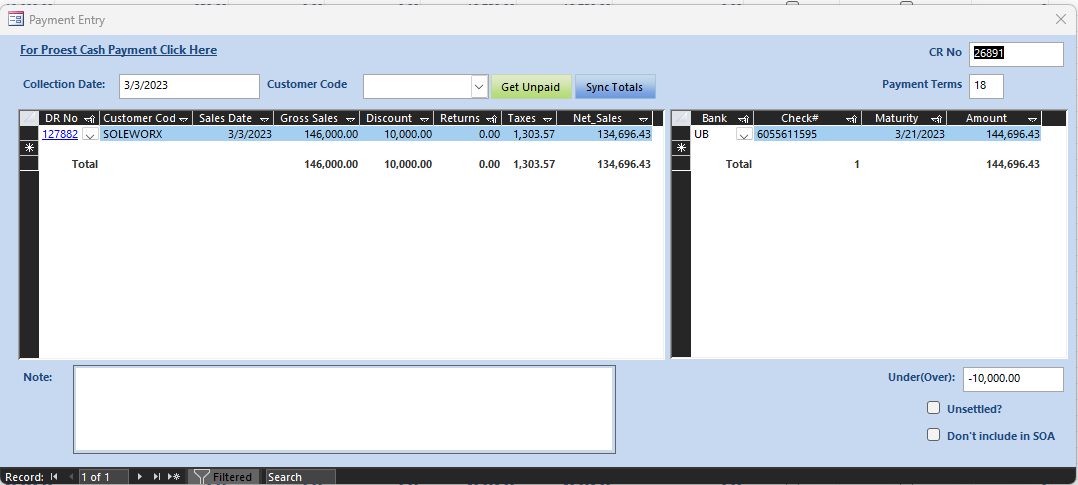 Payment Entry
For Proest Cash Payment Click Here
CR No 26891
Collection Date: 3/3/2023 Customer Code Get Unpaid Sync Totals Payment Terms 18
DR No Customer Cod Sales Date Gross Sales Discount Returns Taxes Net_Sales Bank Check# Maturity Amount
127882 SOLEWORX 3/3/2023 146,000.00 10,000.00 0.00 1,303.57 134,696.43 UB 6055611595 3/21/2023 144,696.43
Total 146,000.00 10,000.00 0.00 1,303.57 134,696.43 Total 1 144,696.43
Note: Under(Over): -10,000.00
Unsettled?
Don't include in SOA
Record: 1 of 1 Filtered Search